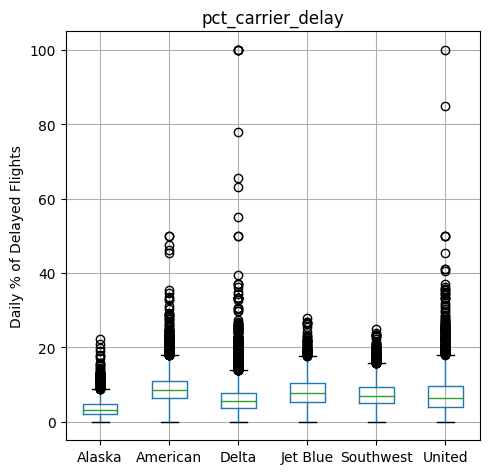 pct_carrier_delay
Daily % of Delayed Flights
100
80
60
40
20
0
Alaska American Delta Jet Blue Southwest United